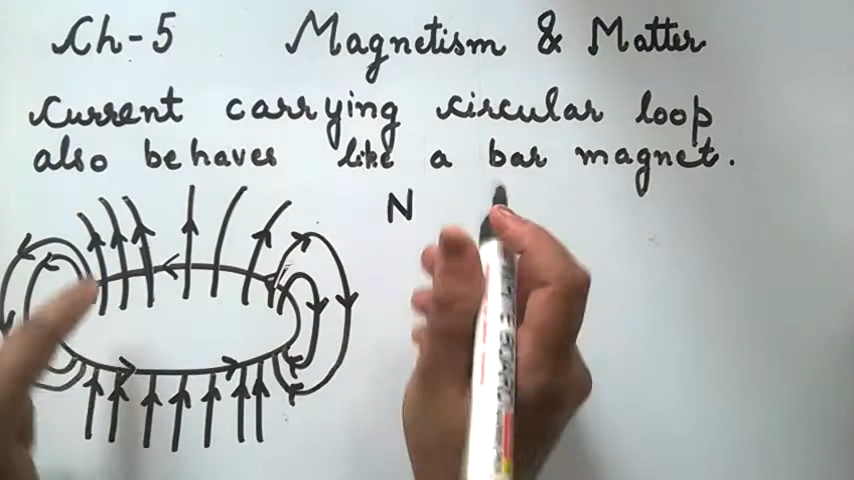 Ch-5 Magnetism & Matter
Current carrying circular loop
also behaves like a bar magnet.
N